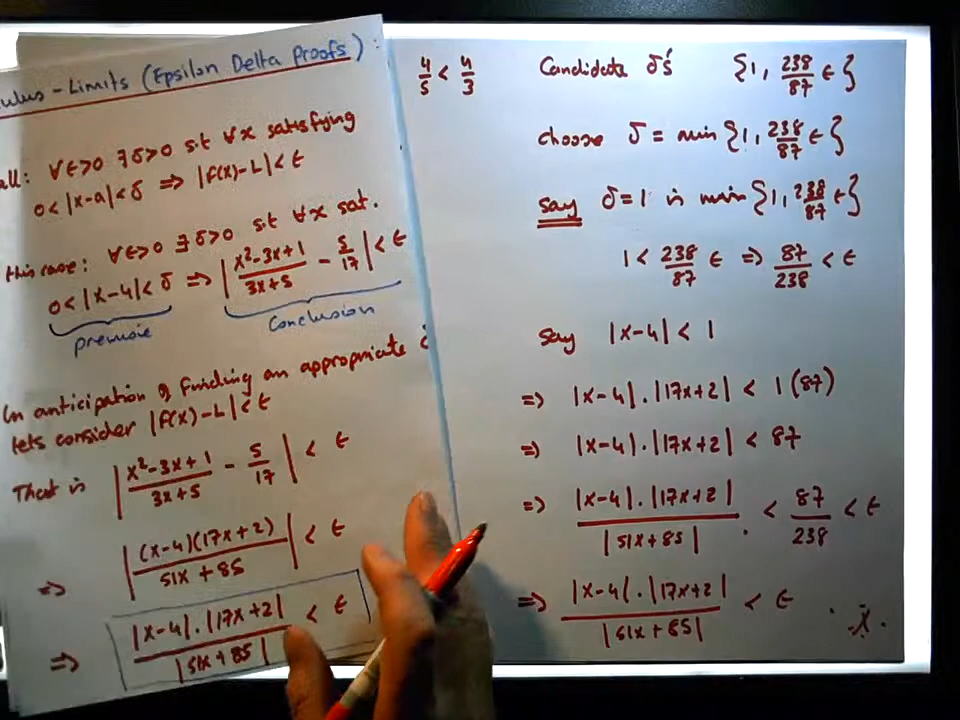 ulus - Limits (Epsilon Delta Proofs) :
all: ∀ε>0 ∃δ>0 s.t ∀x satisfying
0<|x-a|<δ ⇒ |f(x)-L|<ε
this case: ∀ε>0 ∃δ>0 s.t ∀x sat.
0<|x-4|<δ ⇒ |(x²-3x+1)/(3x+5) - 5/17| < ε
premise conclusion
In anticipation of finding an appropriate
lets consider |f(x)-L|<ε
That is |(x²-3x+1)/(3x+5) - 5/17| < ε
⇒ |(x-4)(17x+2)/(51x+85)| < ε
⇒ |x-4|.|17x+2|/|51x+85| < ε
4/5 < 4/3
Candidate δ's {1, 238/87 ε}
choose δ = min{1, 238/87 ε}
say δ=1 is min{1, 238/87 ε}
1 < 238/87 ε ⇒ 87/238 < ε
say |x-4| < 1
⇒ |x-4|.|17x+2| < 1(87)
⇒ |x-4|.|17x+2| < 87
⇒ |x-4|.|17x+2|/|51x+85| < 87/238 < ε
⇒ |x-4|.|17x+2|/|51x+85| < ε